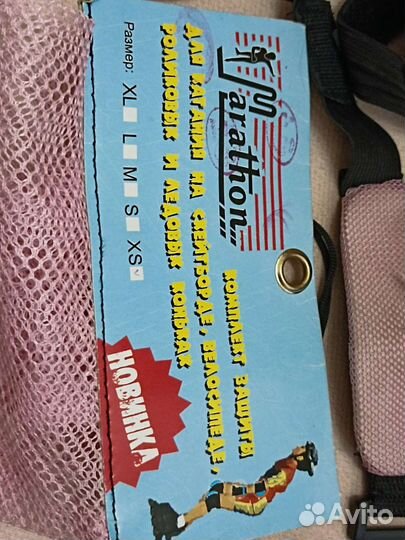 Marathon
КОМПЛЕКТ ЗАЩИТЫ
ДЛЯ КАТАНИЯ НА СКЕЙТБОРДЕ, ВЕЛОСИПЕДЕ,
РОЛИКОВЫХ И ЛЕДОВЫХ КОНЬКАХ
Размер: XL L M S XS
НОВИНКА
Avito